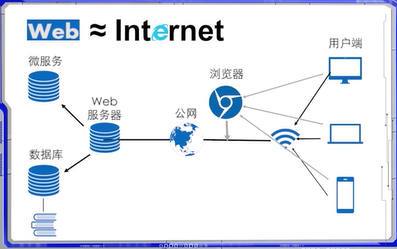 Web ≈ Internet
微服务
用户端
浏览器
Web
服务器
公网
数据库